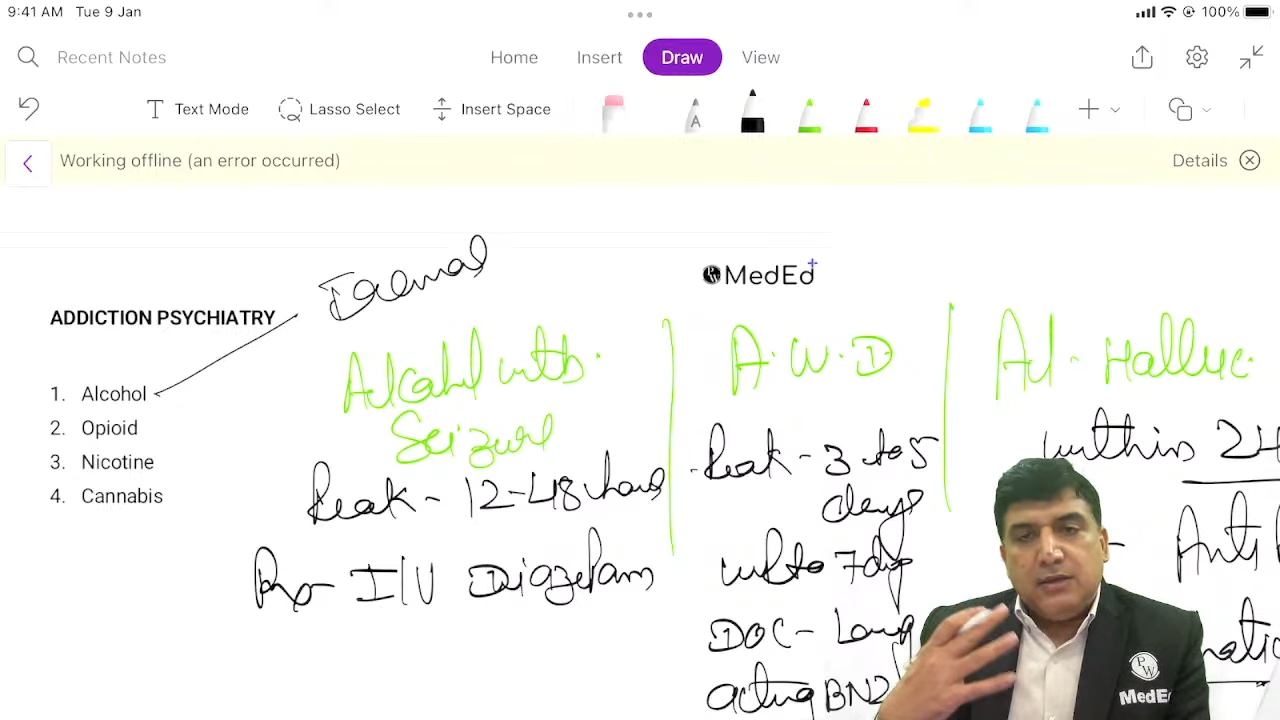 9:41 AM Tue 9 Jan
100%
Recent Notes
Home Insert Draw View
Text Mode Lasso Select Insert Space
A
Working offline (an error occurred)
Details
MedEd
ADDICTION PSYCHIATRY
1. Alcohol
2. Opioid
3. Nicotine
4. Cannabis
Alcohol with.
Seizure
Peak - 12-48 hours
I/V Diazepam
A.W.D
Peak - 3 to 5
days
upto 7 days
DOC - Long
acting BNZ
Al - Halluc.
within 24
Anti
PW
MedEd